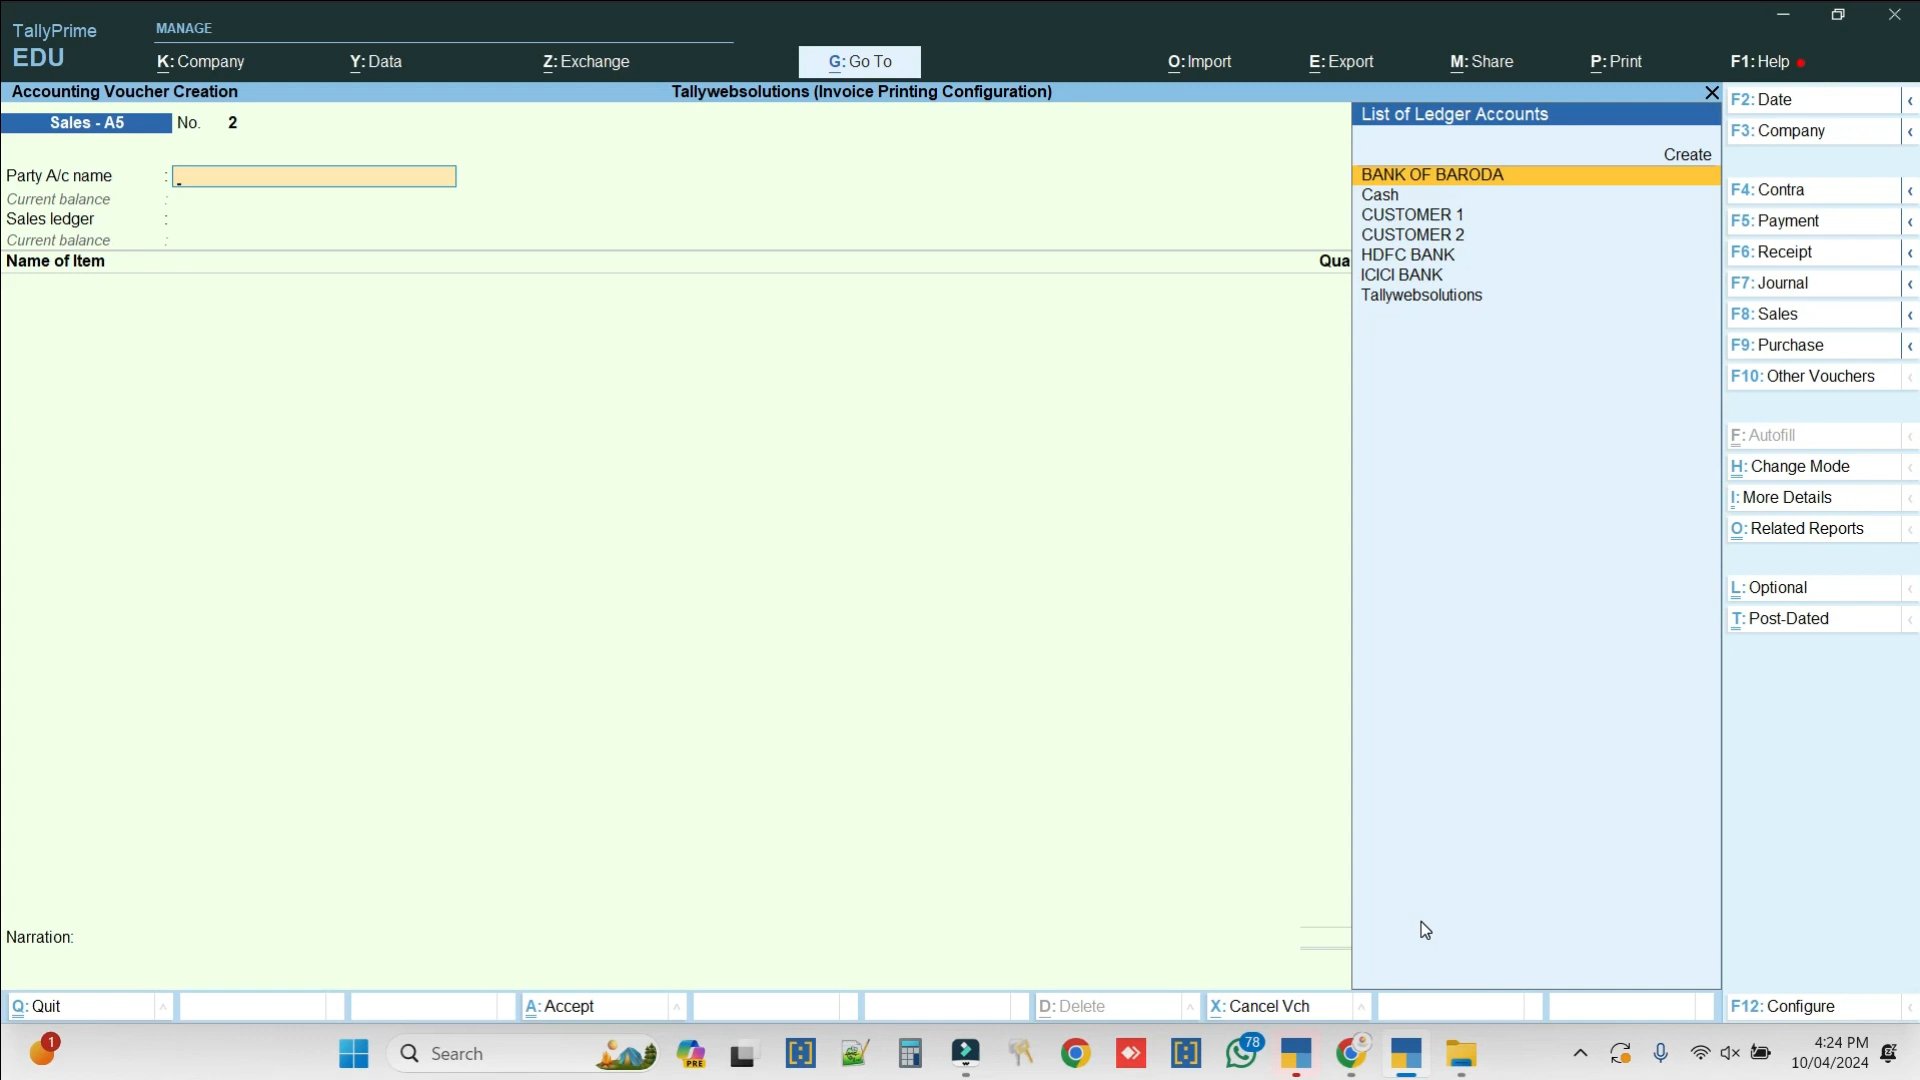 TallyPrime
EDU
MANAGE
K: Company
Y: Data
Z: Exchange
G: Go To
O: Import
E: Export
M: Share
P: Print
F1: Help
Accounting Voucher Creation
Tallywebsolutions (Invoice Printing Configuration)
Sales - A5 No. 2
Party A/c name :
Current balance :
Sales ledger :
Current balance :
Name of Item
Qua
List of Ledger Accounts
Create
BANK OF BARODA
Cash
CUSTOMER 1
CUSTOMER 2
HDFC BANK
ICICI BANK
Tallywebsolutions
F2: Date
F3: Company
F4: Contra
F5: Payment
F6: Receipt
F7: Journal
F8: Sales
F9: Purchase
F10: Other Vouchers
F: Autofill
H: Change Mode
I: More Details
O: Related Reports
L: Optional
T: Post-Dated
Narration:
Q: Quit
A: Accept
D: Delete
X: Cancel Vch
F12: Configure
1
Search
PRE
78
4:24 PM
10/04/2024